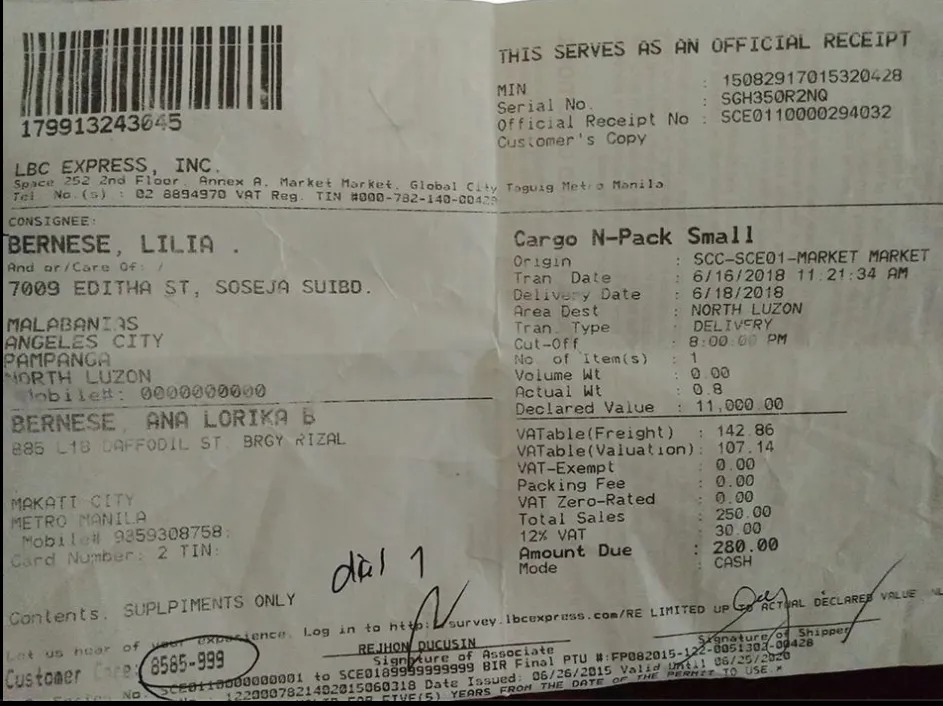 179913243645
LBC EXPRESS, INC.
Space 252 2nd Floor, Annex A, Market Market, Global City Taguig Metro Manila
Tel. No.(s) : 02 8894970 VAT Reg. TIN #000-782-140-00429
THIS SERVES AS AN OFFICIAL RECEIPT
MIN : 15082917015320428
Serial No. : SGH350R2NQ
Official Receipt No : SCE0110000294032
Customer's Copy
CONSIGNEE:
BERNESE, LILIA .
And or/Care Of: /
7009 EDITHA ST, SOSEJA SUIBD.
MALABANIAS
ANGELES CITY
PAMPANGA
NORTH LUZON
Mobile#: 0000000000
BERNESE, ANA LORIKA B
885 L18 DAFFODIL ST, BRGY RIZAL
MAKATI CITY
METRO MANILA
Mobile# 9359308758
Card Number: 2 TIN:
Cargo N-Pack Small
Origin : SCC-SCE01-MARKET MARKET
Tran Date : 6/16/2018 11:21:34 AM
Delivery Date : 6/18/2018
Area Dest : NORTH LUZON
Tran. Type : DELIVERY
Cut-Off : 8:00:00 PM
No. of Item(s) : 1
Volume Wt : 0.00
Actual Wt : 0.8
Declared Value : 11,000.00
VATable(Freight) : 142.86
VATable(Valuation): 107.14
VAT-Exempt : 0.00
Packing Fee : 0.00
VAT Zero-Rated : 0.00
Total Sales : 250.00
12% VAT : 30.00
Amount Due : 280.00
Mode : CASH
dial 1
Contents. SUPLPIMENTS ONLY
Let us hear of your experience. Log in to http: survey.lbcexpress.com/RE LIMITED UP TO ACTUAL DECLARED VALUE
REJHON DUCUSIN
Signature of Associate
Signature of Shipper
Customer Care: 8585-999
No. SCE0110000000001 to SCE0189999999999 BIR Final PTU #:FP082015-122-0051303-00428
1220007821402015060318 Date Issued: 06/26/2015 Valid Until 06/25/2020
FOR FIVE(5) YEARS FROM THE DATE OF THE PERMIT TO USE *